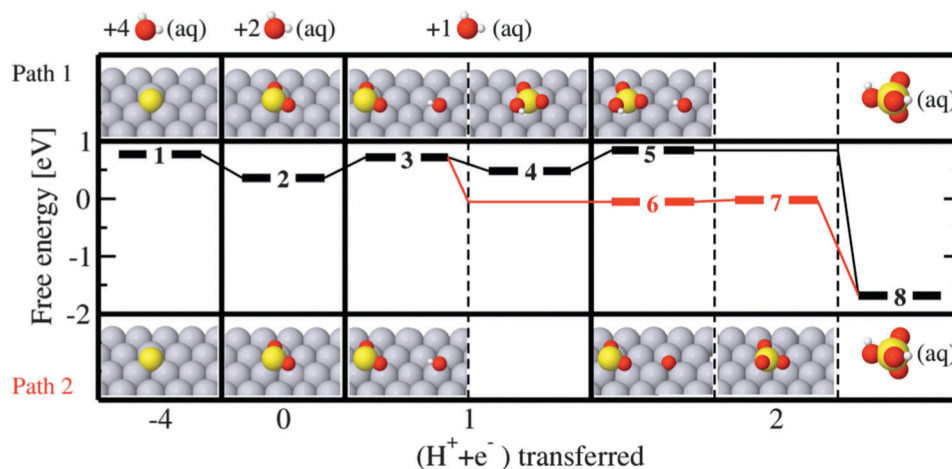 +4 (aq) +2 (aq) +1 (aq)
Path 1
(aq)
Free energy [eV]
1
0
-1
-2
1 2 3 4 5 6 7 8
Path 2
(aq)
-4 0 1 2
(H⁺+e⁻) transferred